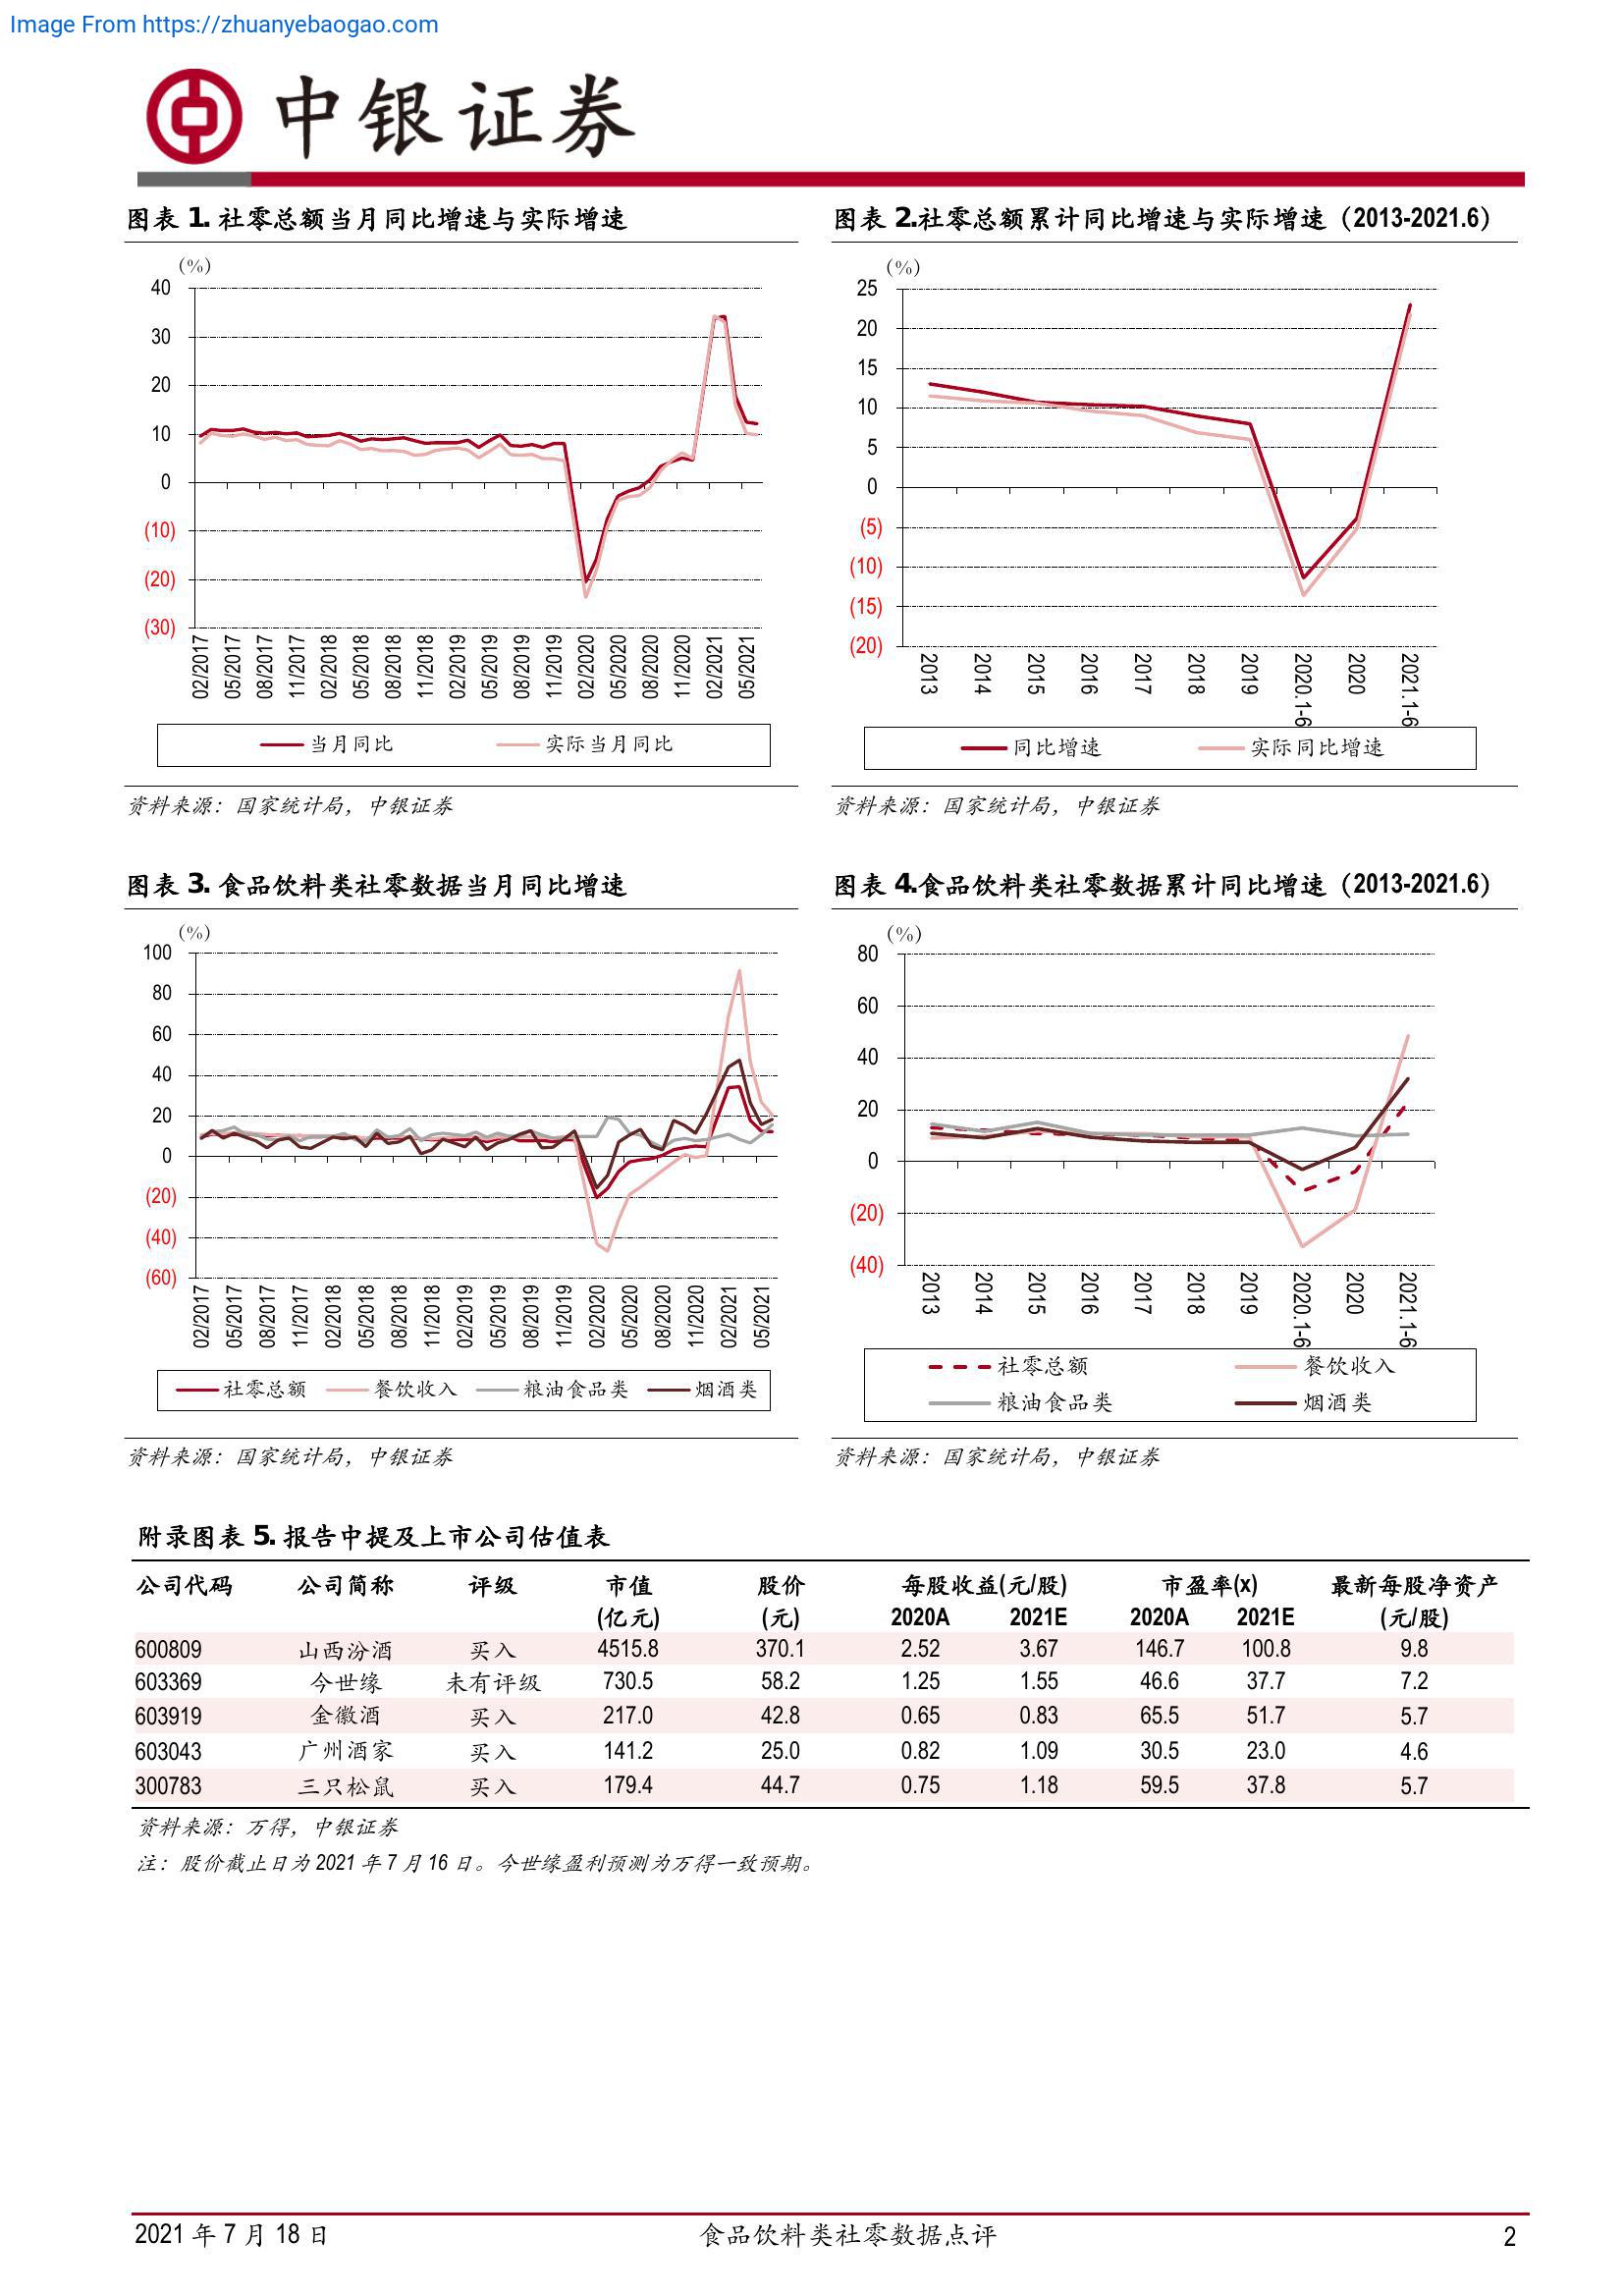 Image From https://zhuanyebaogao.com
中银证券
图表 1. 社零总额当月同比增速与实际增速
(%)
40
30
20
10
0
(10)
(20)
(30)
02/2017 05/2017 08/2017 11/2017 02/2018 05/2018 08/2018 11/2018 02/2019 05/2019 08/2019 11/2019 02/2020 05/2020 08/2020 11/2020 02/2021 05/2021
当月同比 实际当月同比
资料来源：国家统计局，中银证券
图表 2.社零总额累计同比增速与实际增速（2013-2021.6）
(%)
25
20
15
10
5
0
(5)
(10)
(15)
(20)
2013 2014 2015 2016 2017 2018 2019 2020.1-6 2020 2021.1-6
同比增速 实际同比增速
资料来源：国家统计局，中银证券
图表 3. 食品饮料类社零数据当月同比增速
(%)
100
80
60
40
20
0
(20)
(40)
(60)
02/2017 05/2017 08/2017 11/2017 02/2018 05/2018 08/2018 11/2018 02/2019 05/2019 08/2019 11/2019 02/2020 05/2020 08/2020 11/2020 02/2021 05/2021
社零总额 餐饮收入 粮油食品类 烟酒类
资料来源：国家统计局，中银证券
图表 4.食品饮料类社零数据累计同比增速（2013-2021.6）
(%)
80
60
40
20
0
(20)
(40)
2013 2014 2015 2016 2017 2018 2019 2020.1-6 2020 2021.1-6
社零总额 餐饮收入
粮油食品类 烟酒类
资料来源：国家统计局，中银证券
附录图表 5. 报告中提及上市公司估值表
公司代码 公司简称 评级 市值 股价 每股收益(元/股) 市盈率(x) 最新每股净资产
(亿元) (元) 2020A 2021E 2020A 2021E (元/股)
600809 山西汾酒 买入 4515.8 370.1 2.52 3.67 146.7 100.8 9.8
603369 今世缘 未有评级 730.5 58.2 1.25 1.55 46.6 37.7 7.2
603919 金徽酒 买入 217.0 42.8 0.65 0.83 65.5 51.7 5.7
603043 广州酒家 买入 141.2 25.0 0.82 1.09 30.5 23.0 4.6
300783 三只松鼠 买入 179.4 44.7 0.75 1.18 59.5 37.8 5.7
资料来源：万得，中银证券
注：股价截止日为 2021 年 7 月 16 日。今世缘盈利预测为万得一致预期。
2021 年 7 月 18 日 食品饮料类社零数据点评 2